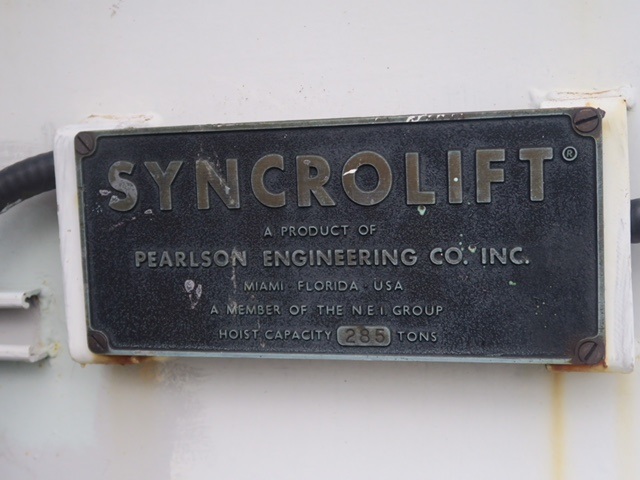 SYNCROLIFT®
A PRODUCT OF
PEARLSON ENGINEERING CO. INC.
MIAMI FLORIDA USA
A MEMBER OF THE N.E.I GROUP
HOIST CAPACITY 285 TONS